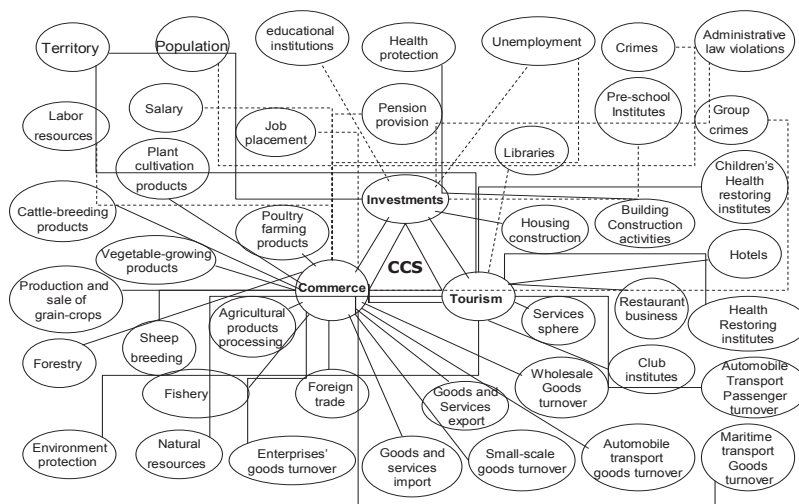 Territory
Population
educational
institutions
Health
protection
Unemployment
Crimes
Administrative
law violations
Labor
resources
Salary
Job
placement
Pension
provision
Pre-school
Institutes
Group
crimes
Plant
cultivation
products
Libraries
Children's
Health
restoring
institutes
Cattle-breeding
products
Poultry
farming
products
Investments
Housing
construction
Building
Construction
activities
Vegetable-growing
products
CCS
Hotels
Production and
sale of
grain-crops
Commerce
Tourism
Agricultural
products
processing
Services
sphere
Restaurant
business
Health
Restoring
institutes
Forestry
Sheep
breeding
Fishery
Foreign
trade
Goods and
Services
export
Wholesale
Goods
turnover
Club
institutes
Automobile
Transport
Passenger
turnover
Environment
protection
Natural
resources
Enterprises'
goods turnover
Goods and
services
import
Small-scale
goods turnover
Automobile
transport
goods turnover
Maritime
transport
Goods
turnover